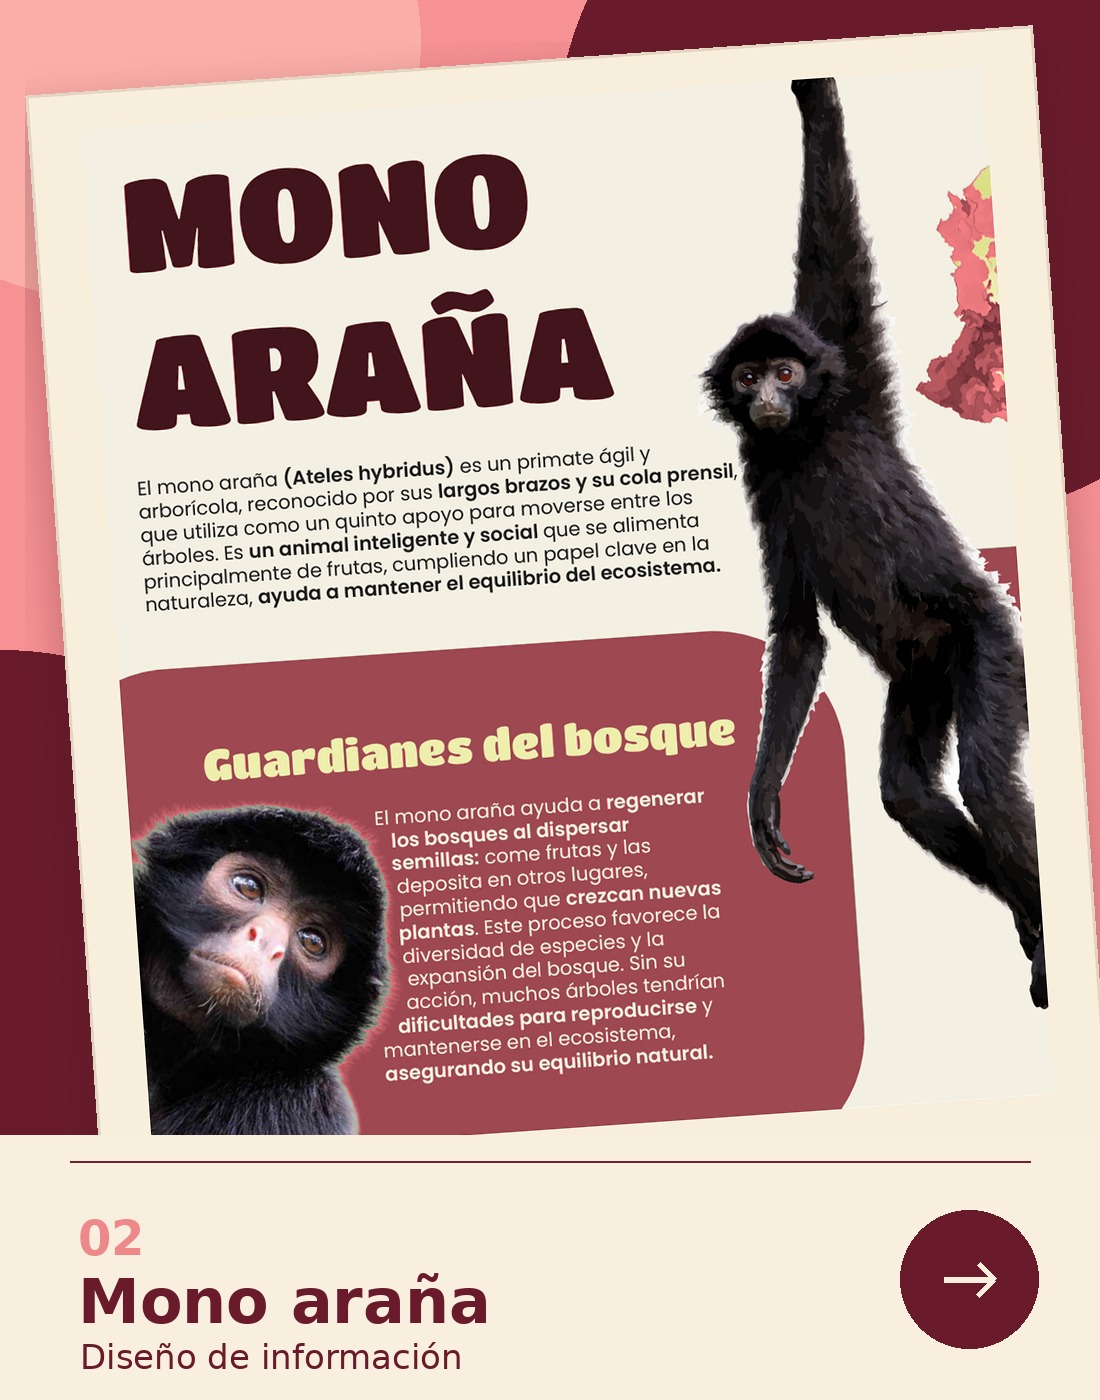 MONO
ARAÑA
El mono araña (Ateles hybridus) es un primate ágil y
arborícola, reconocido por sus largos brazos y su cola prensil,
que utiliza como un quinto apoyo para moverse entre los
árboles. Es un animal inteligente y social que se alimenta
principalmente de frutas, cumpliendo un papel clave en la
naturaleza, ayuda a mantener el equilibrio del ecosistema.
Guardianes del bosque
El mono araña ayuda a regenerar
los bosques al dispersar
semillas: come frutas y las
deposita en otros lugares,
permitiendo que crezcan nuevas
plantas. Este proceso favorece la
diversidad de especies y la
expansión del bosque. Sin su
acción, muchos árboles tendrían
dificultades para reproducirse y
mantenerse en el ecosistema,
asegurando su equilibrio natural.
02
Mono araña
Diseño de información